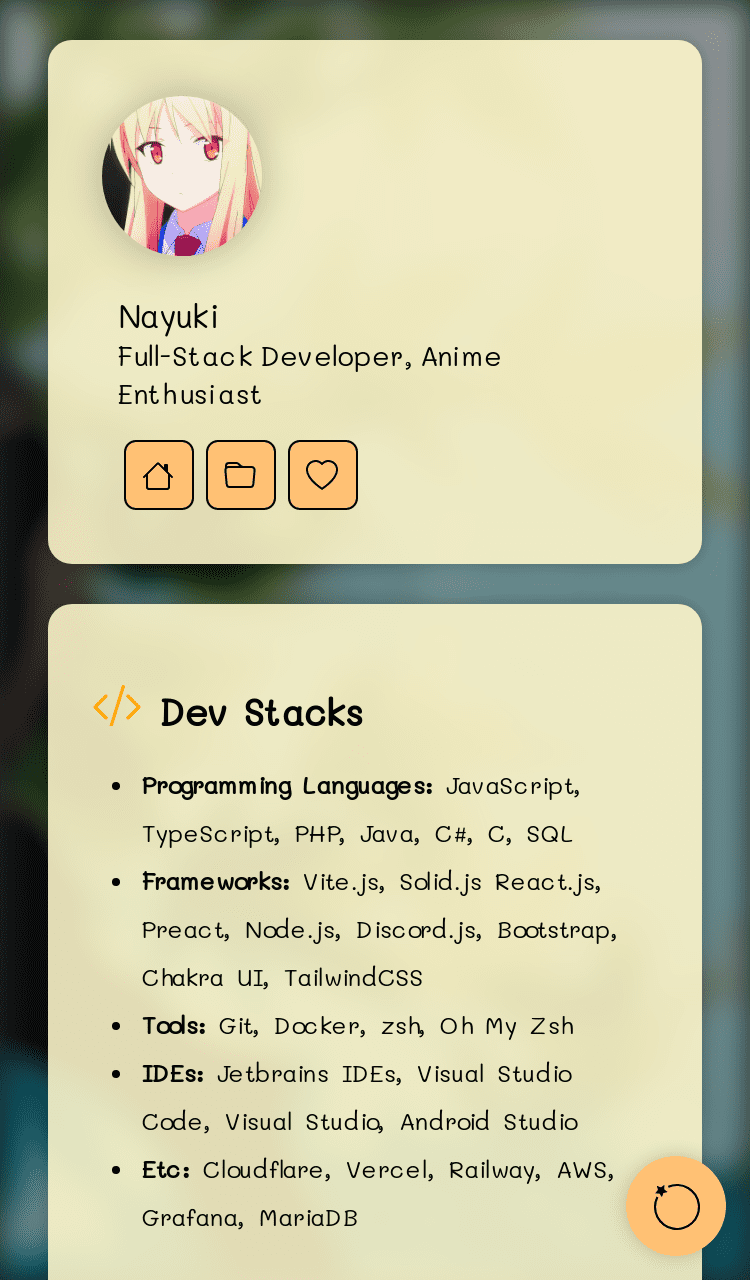 Nayuki
Full-Stack Developer, Anime
Enthusiast
Dev Stacks
Programming Languages: JavaScript,
TypeScript, PHP, Java, C#, C, SQL
Frameworks: Vite.js, Solid.js React.js,
Preact, Node.js, Discord.js, Bootstrap,
Chakra UI, TailwindCSS
Tools: Git, Docker, zsh, Oh My Zsh
IDEs: Jetbrains IDEs, Visual Studio
Code, Visual Studio, Android Studio
Etc: Cloudflare, Vercel, Railway, AWS,
Grafana, MariaDB